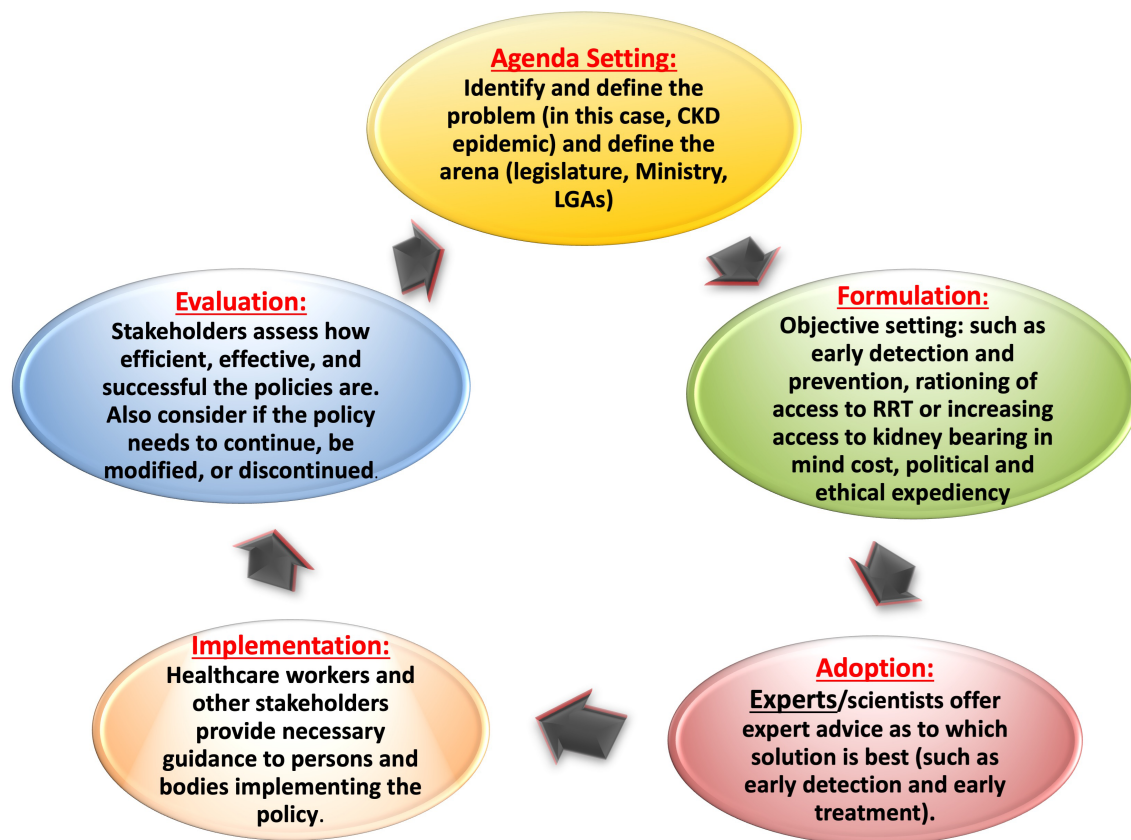 Agenda Setting:
Identify and define the
problem (in this case, CKD
epidemic) and define the
arena (legislature, Ministry,
LGAs)
Formulation:
Objective setting: such as
early detection and
prevention, rationing of
access to RRT or increasing
access to kidney bearing in
mind cost, political and
ethical expediency
Adoption:
Experts/scientists offer
expert advice as to which
solution is best (such as
early detection and early
treatment).
Implementation:
Healthcare workers and
other stakeholders
provide necessary
guidance to persons and
bodies implementing the
policy.
Evaluation:
Stakeholders assess how
efficient, effective, and
successful the policies are.
Also consider if the policy
needs to continue, be
modified, or discontinued.